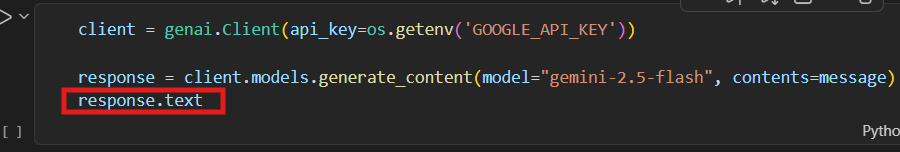 client = genai.Client(api_key=os.getenv('GOOGLE_API_KEY'))
response = client.models.generate_content(model="gemini-2.5-flash", contents=message)
response.text
[ ]
Pytho